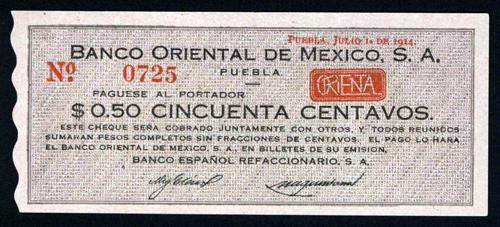 PUEBLA, JULIO 1o DE 1914.
BANCO ORIENTAL DE MEXICO, S. A.
No 0725
PUEBLA
PAGUESE AL PORTADOR
ORIENTAL
$ 0.50 CINCUENTA CENTAVOS.
ESTE CHEQUE SERA COBRADO JUNTAMENTE CON OTROS, Y TODOS REUNIDOS
SUMARAN PESOS COMPLETOS SIN FRACCIONES DE CENTAVOS. EL PAGO LO HARA
EL BANCO ORIENTAL DE MEXICO, S. A., EN BILLETES DE SU EMISION.
BANCO ESPAÑOL REFACCIONARIO, S. A.